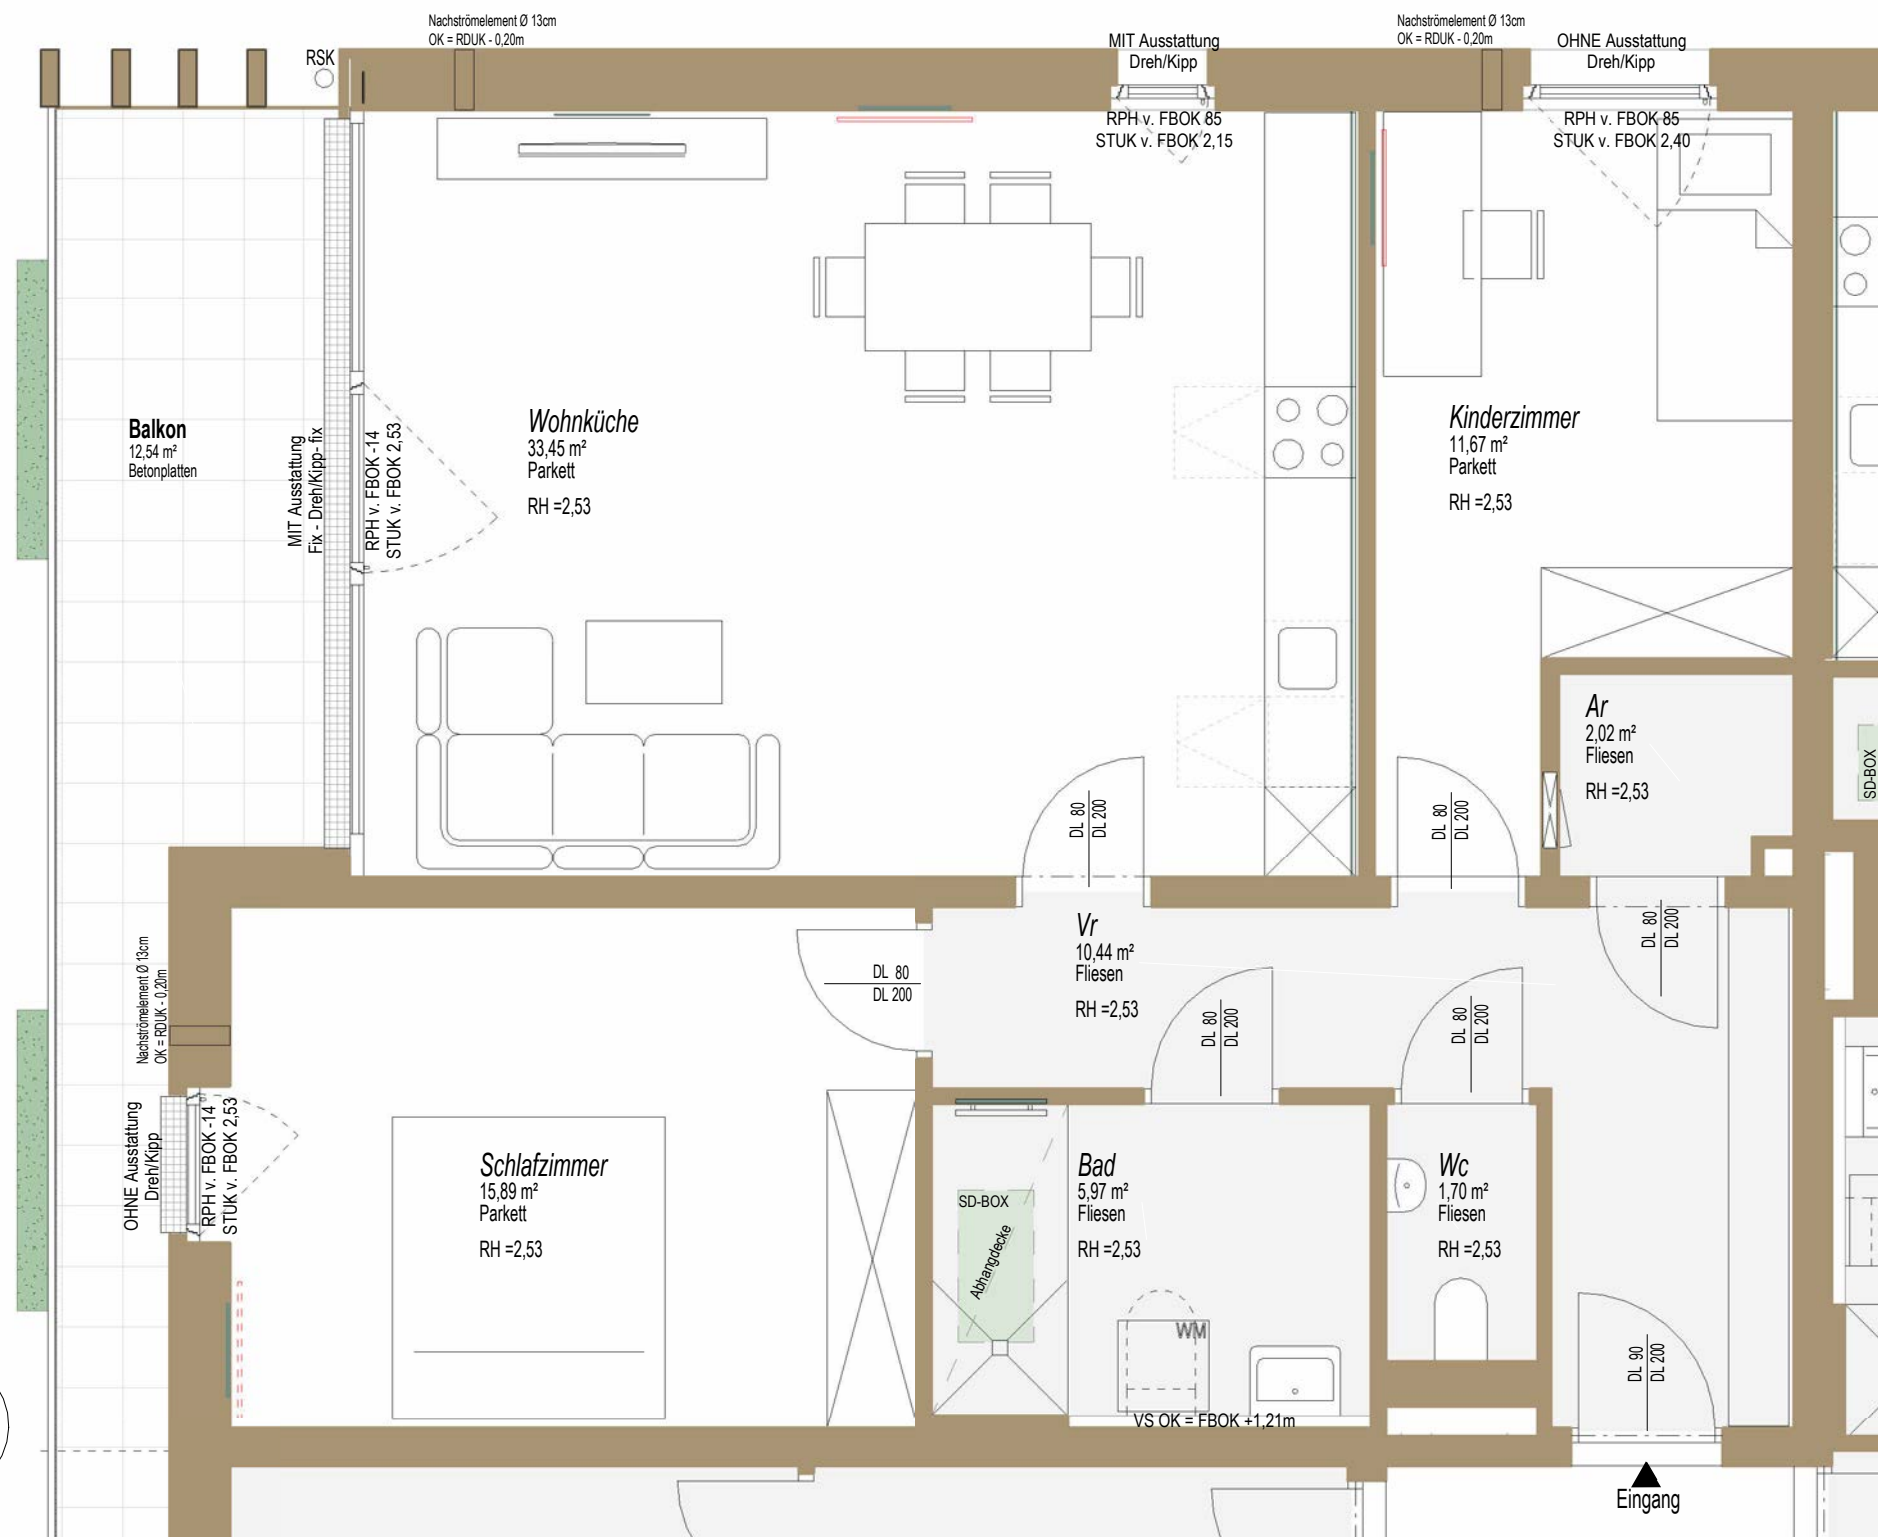 Nachströmelement Ø 13cm
OK = RDUK - 0,20m
Nachströmelement Ø 13cm
OK = RDUK - 0,20m
MIT Ausstattung
Dreh/Kipp
OHNE Ausstattung
Dreh/Kipp
RSK
RPH v. FBOK 85
STUK v. FBOK 2,15
RPH v. FBOK 85
STUK v. FBOK 2,40
Balkon
12,54 m²
Betonplatten
MIT Ausstattung
Fix - Dreh/Kipp- fix
RPH v. FBOK -14
STUK v. FBOK 2,53
Wohnküche
33,45 m²
Parkett
RH =2,53
Kinderzimmer
11,67 m²
Parkett
RH =2,53
Ar
2,02 m²
Fliesen
RH =2,53
SD-BOX
DL 80
DL 200
DL 80
DL 200
DL 80
DL 200
Vr
10,44 m²
Fliesen
RH =2,53
DL 80
DL 200
DL 80
DL 200
DL 80
DL 200
Nachströmelement Ø 13cm
OK = RDUK - 0,20m
OHNE Ausstattung
Dreh/Kipp
RPH v. FBOK -14
STUK v. FBOK 2,53
Schlafzimmer
15,89 m²
Parkett
RH =2,53
SD-BOX
Abhangdecke
Bad
5,97 m²
Fliesen
RH =2,53
Wc
1,70 m²
Fliesen
RH =2,53
WM
VS OK = FBOK +1,21m
DL 90
DL 200
Eingang